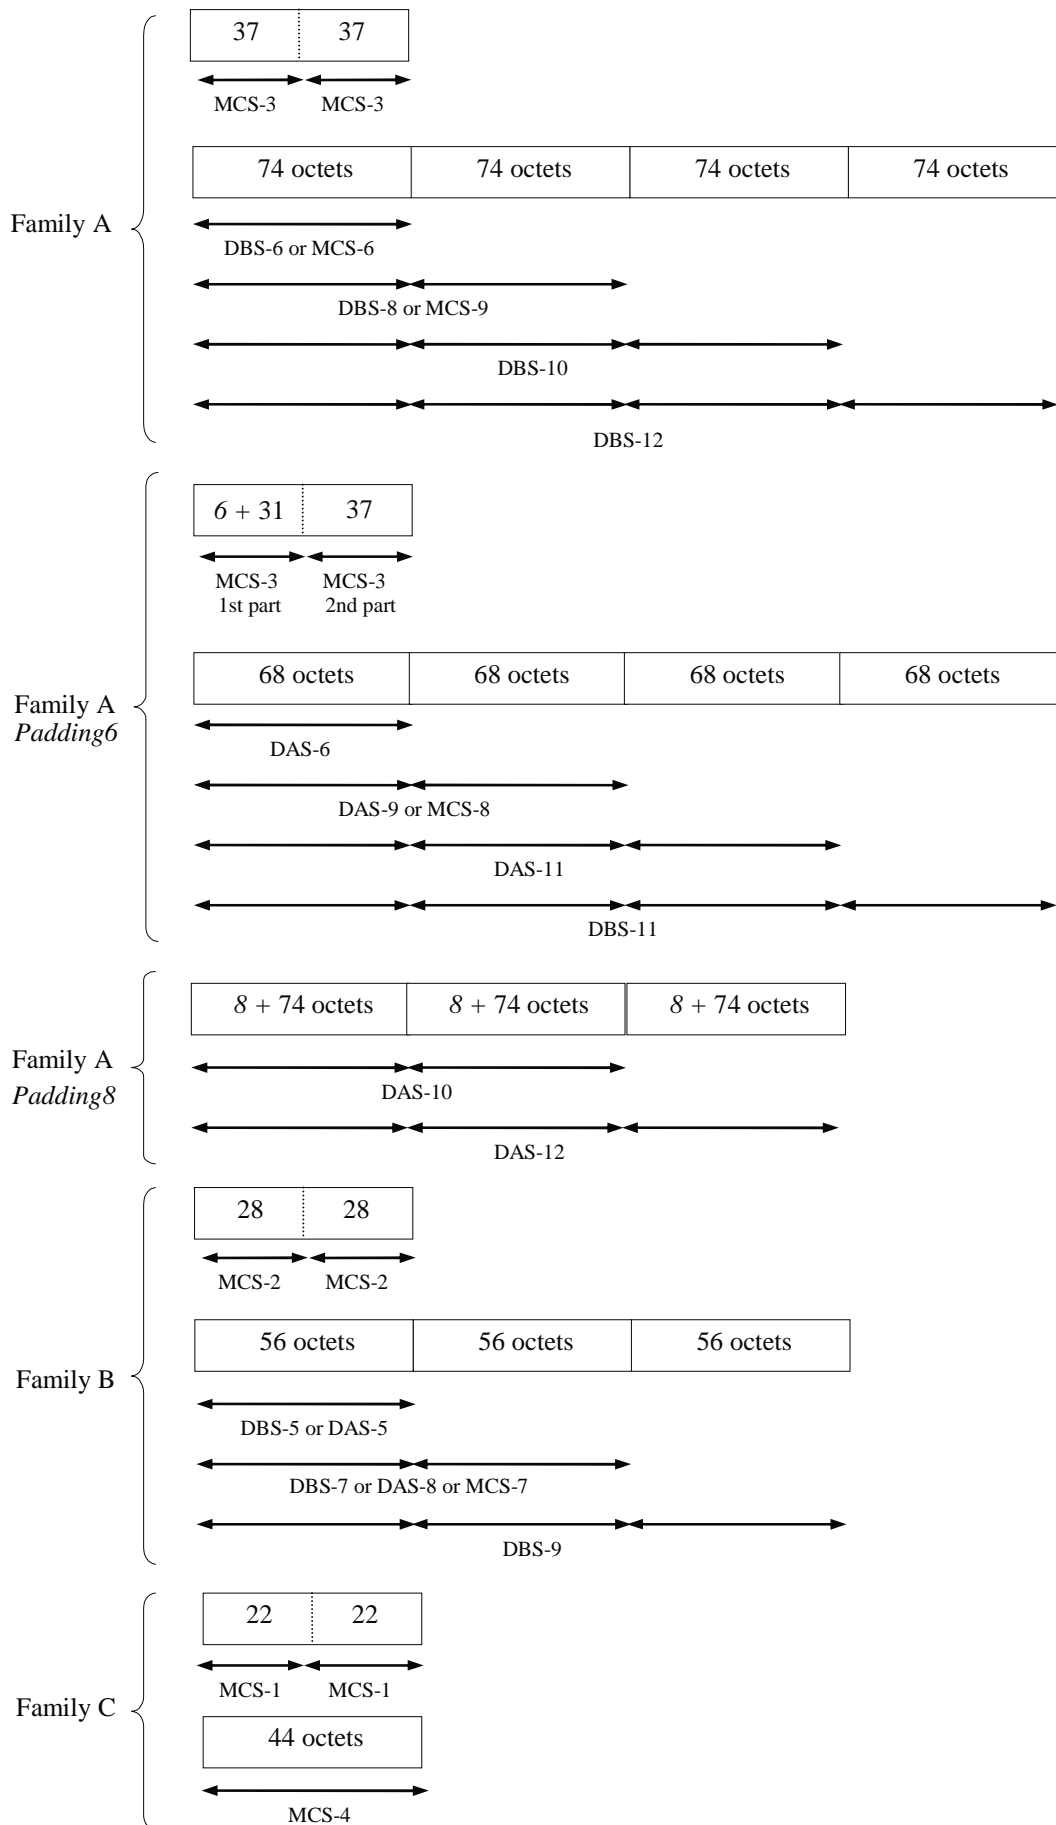 37 37
MCS-3 MCS-3
74 octets 74 octets 74 octets 74 octets
Family A
DBS-6 or MCS-6
DBS-8 or MCS-9
DBS-10
DBS-12
6 + 31 37
MCS-3 MCS-3
1st part 2nd part
68 octets 68 octets 68 octets 68 octets
Family A
Padding6
DAS-6
DAS-9 or MCS-8
DAS-11
DBS-11
8 + 74 octets 8 + 74 octets 8 + 74 octets
Family A
Padding8
DAS-10
DAS-12
28 28
MCS-2 MCS-2
56 octets 56 octets 56 octets
Family B
DBS-5 or DAS-5
DBS-7 or DAS-8 or MCS-7
DBS-9
22 22
MCS-1 MCS-1
Family C
44 octets
MCS-4